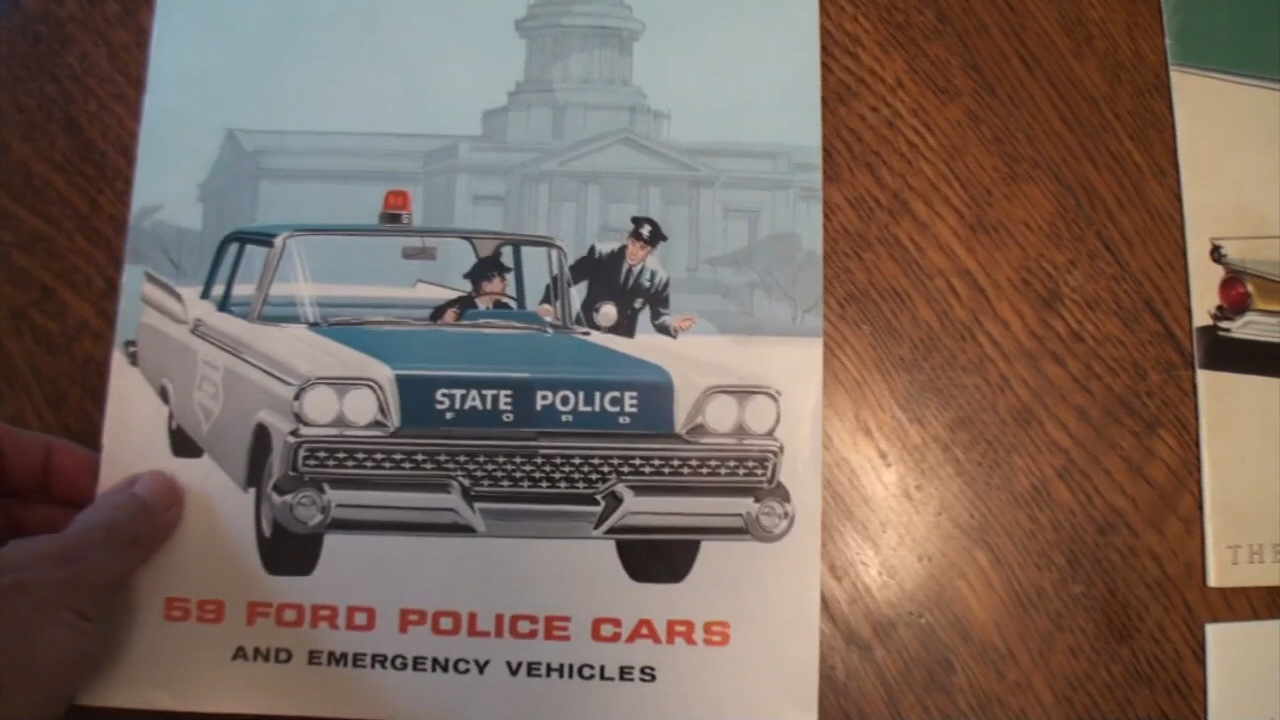 STATE POLICE
FORD
59 FORD POLICE CARS
AND EMERGENCY VEHICLES
THE